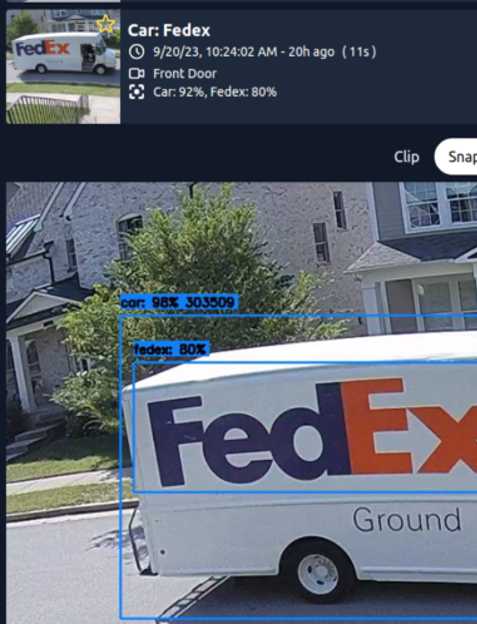 FedEx
Car: Fedex
9/20/23, 10:24:02 AM - 20h ago ( 11s )
Front Door
Car: 92%, Fedex: 80%
Clip
Snap
car: 98% 303509
fedex: 80%
FedEx
Ground